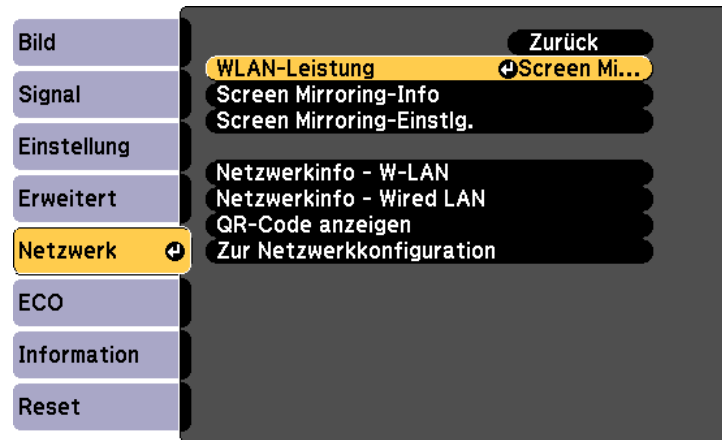 Bild
Signal
Einstellung
Erweitert
Netzwerk
ECO
Information
Reset
Zurück
WLAN-Leistung Screen Mi...
Screen Mirroring-Info
Screen Mirroring-Einstlg.
Netzwerkinfo - W-LAN
Netzwerkinfo - Wired LAN
QR-Code anzeigen
Zur Netzwerkkonfiguration